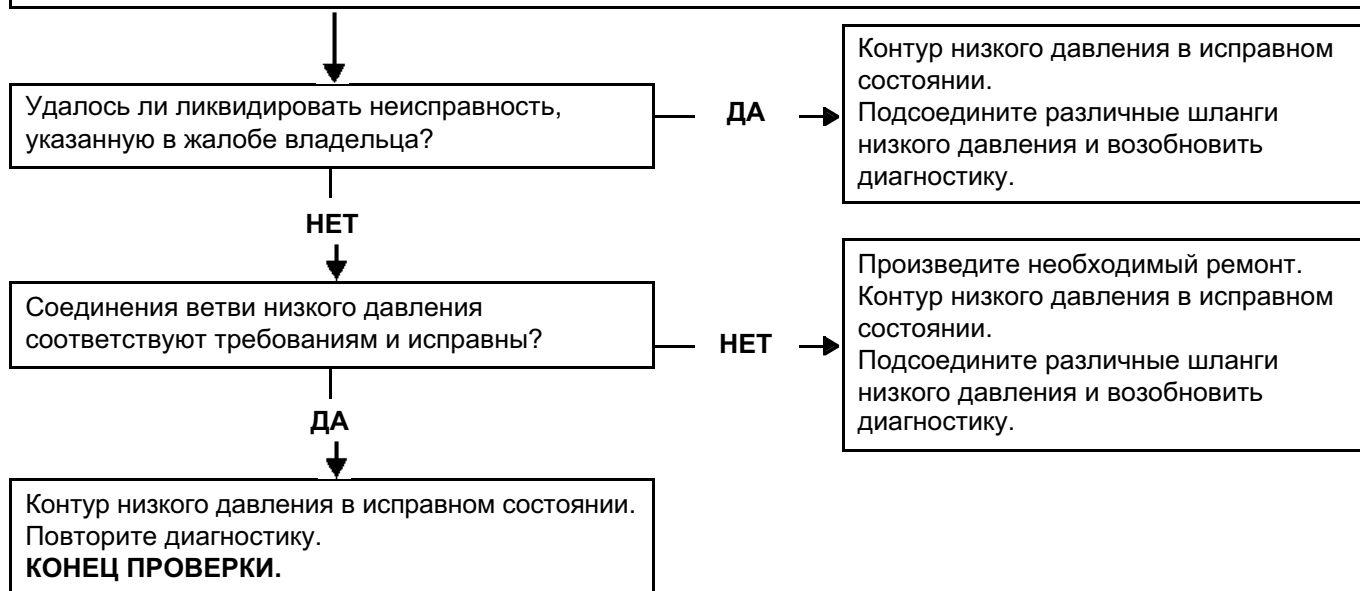 Удалось ли ликвидировать неисправность,
указанную в жалобе владельца?
ДА
Контур низкого давления в исправном
состоянии.
Подсоедините различные шланги
низкого давления и возобновить
диагностику.
НЕТ
Соединения ветви низкого давления
соответствуют требованиям и исправны?
НЕТ
Произведите необходимый ремонт.
Контур низкого давления в исправном
состоянии.
Подсоедините различные шланги
низкого давления и возобновить
диагностику.
ДА
Контур низкого давления в исправном состоянии.
Повторите диагностику.
КОНЕЦ ПРОВЕРКИ.